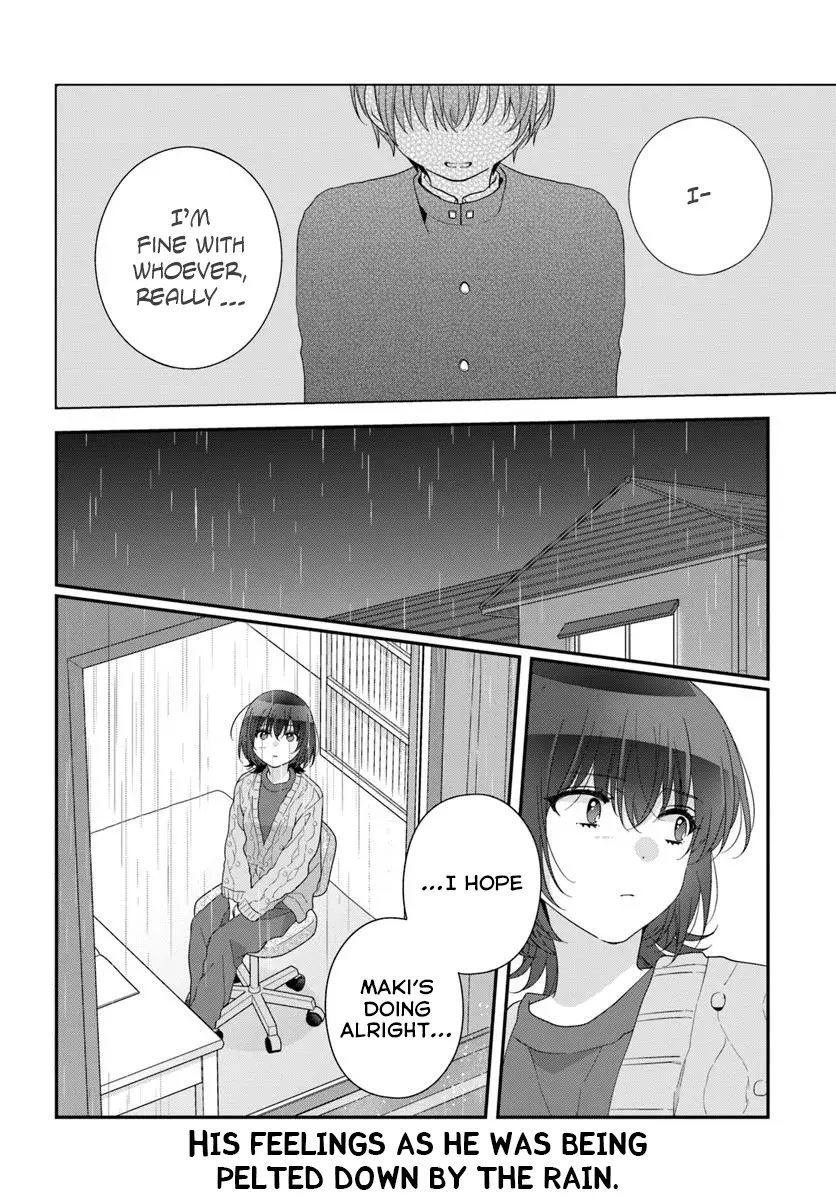 I-
I'M
FINE WITH
WHOEVER,
REALLY...
...I HOPE
MAKI'S
DOING
ALRIGHT...
HIS FEELINGS AS HE WAS BEING
PELTED DOWN BY THE RAIN.